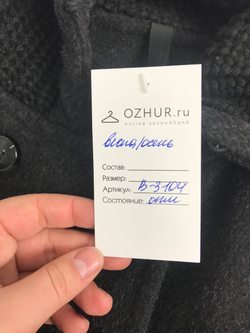 OZHUR.ru
online secondhand
весна/осень
Состав:
Размер:
Артикул: В-3104
Состояние: